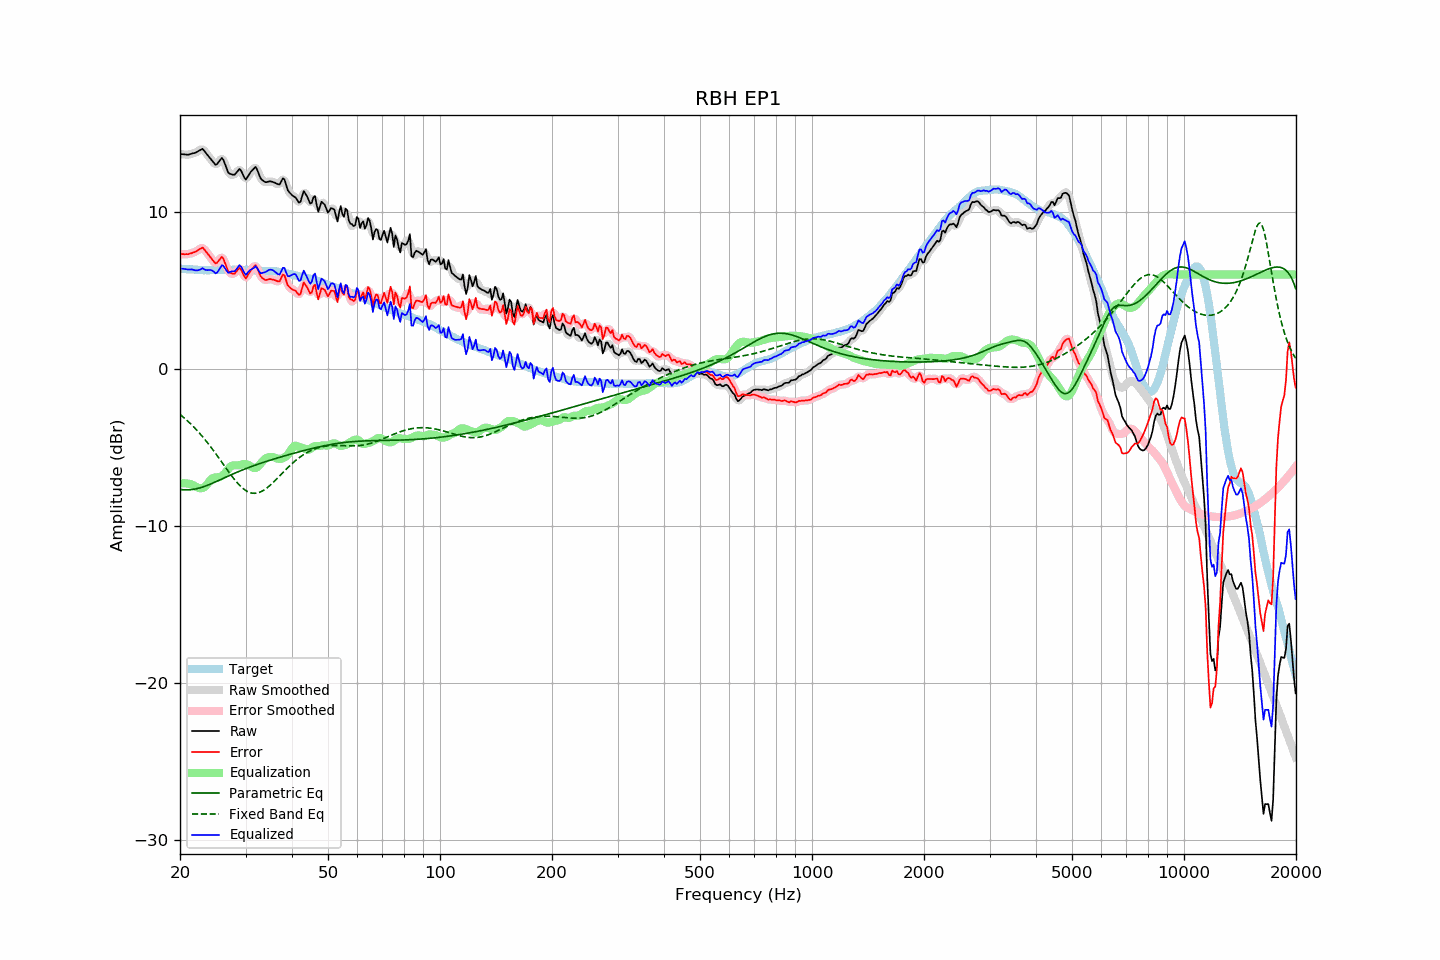 RBH EP1
Amplitude (dBr)
10
0
−10
−20
−30
Target
Raw Smoothed
Error Smoothed
Raw
Error
Equalization
Parametric Eq
Fixed Band Eq
Equalized
20 50 100 200 500 1000 2000 5000 10000 20000
Frequency (Hz)